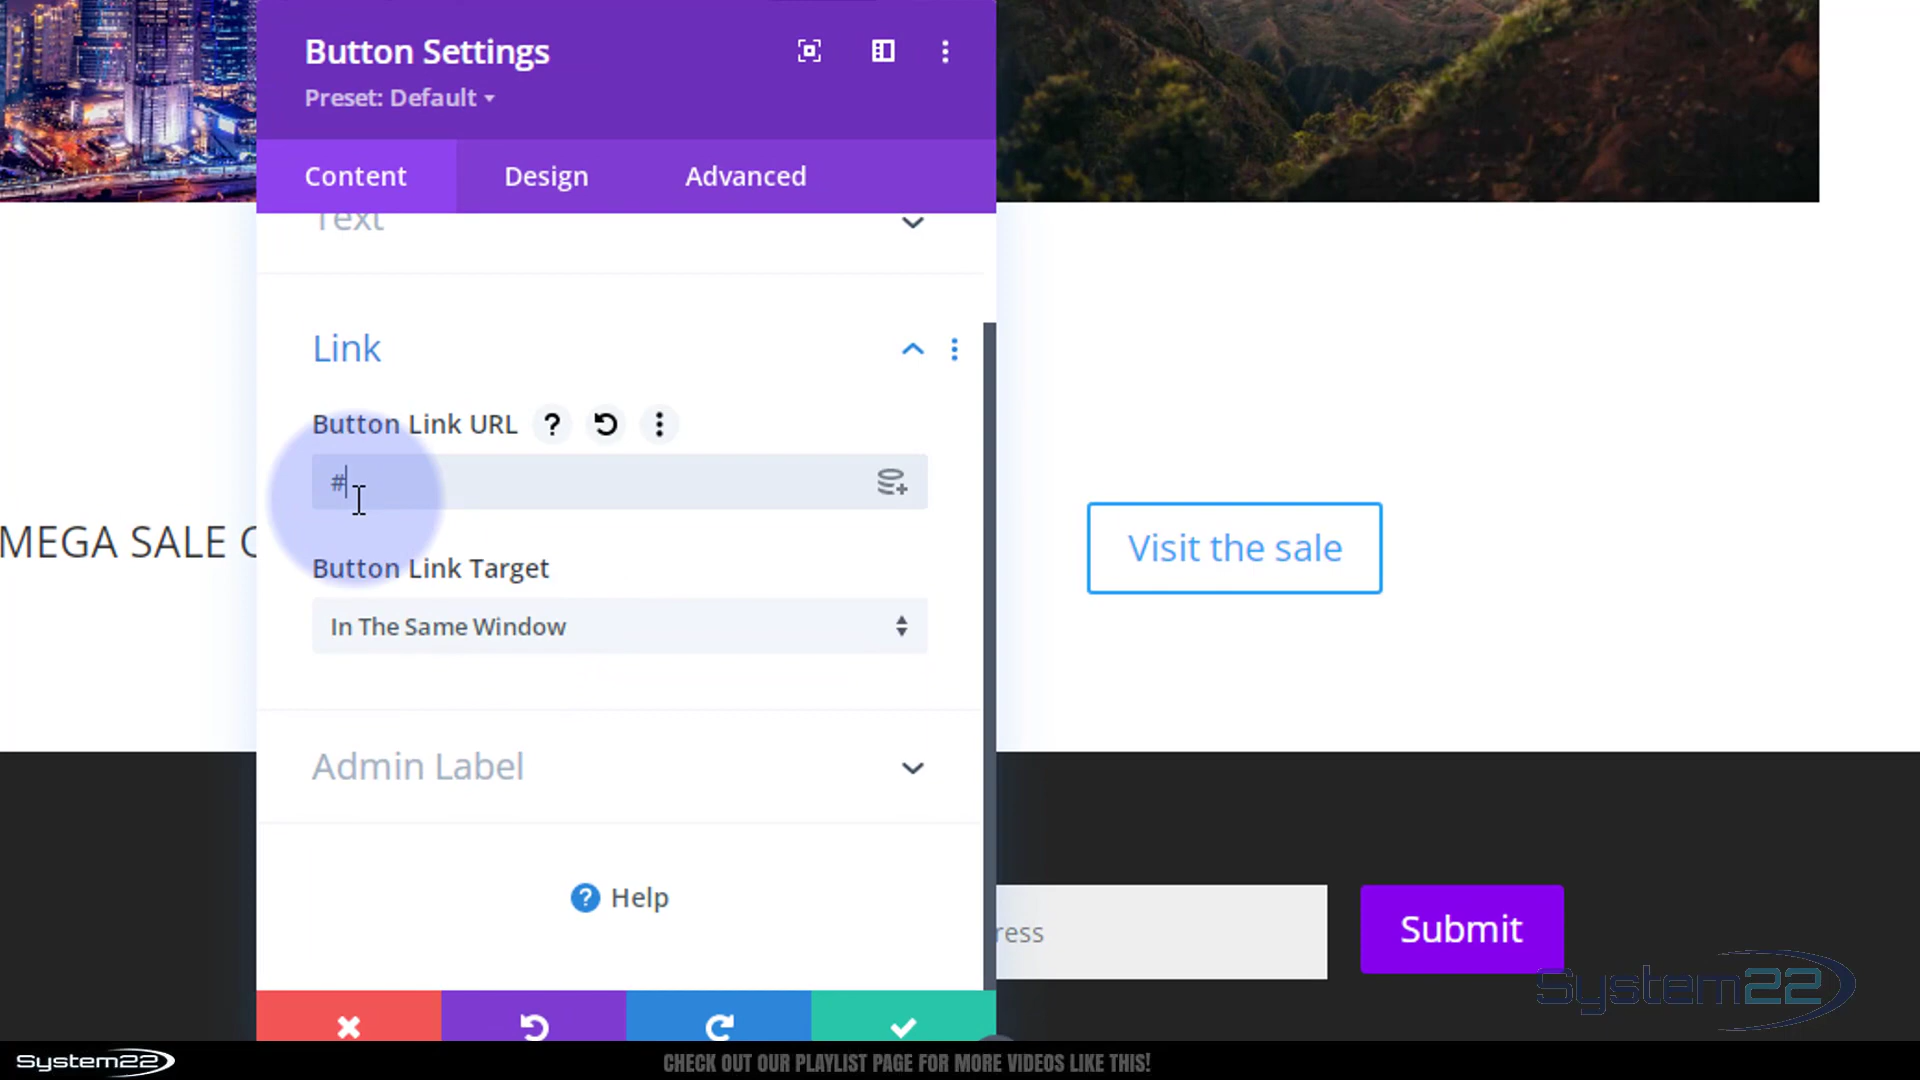 Button Settings
Preset: Default
Content
Design
Advanced
Text
Link
Button Link URL
#
MEGA SALE
Visit the sale
Button Link Target
In The Same Window
Admin Label
Help
ress
Submit
System22
System22
CHECK OUT OUR PLAYLIST PAGE FOR MORE VIDEOS LIKE THIS!